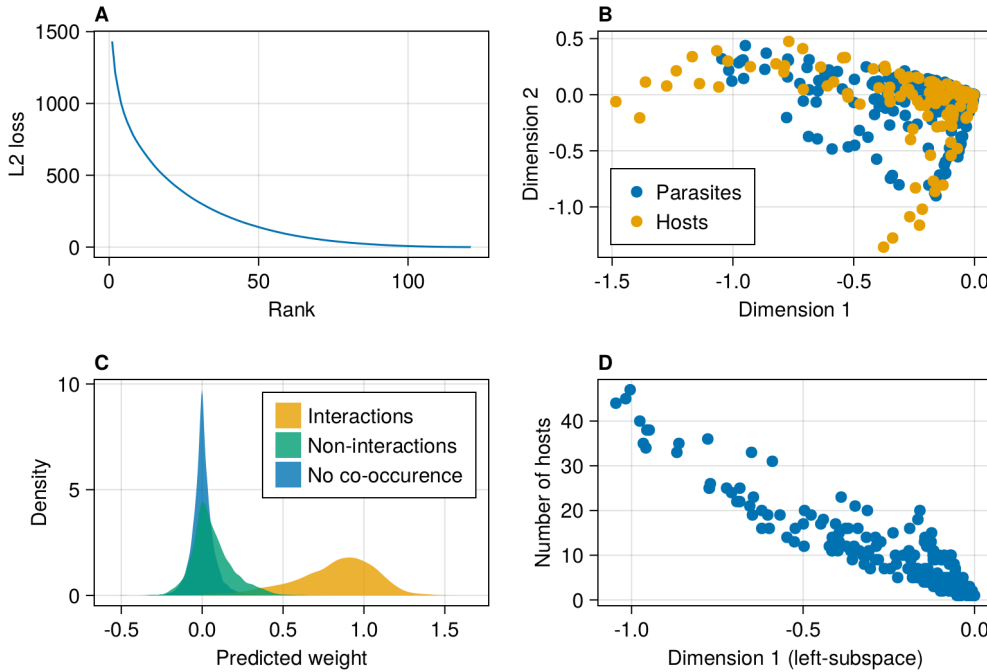 A
1500
1000
500
0
L2 loss
0
50
100
Rank
B
0.5
0.0
-0.5
-1.0
Dimension 2
Parasites
Hosts
-1.5
-1.0
-0.5
0.0
Dimension 1
C
10
5
0
Density
Interactions
Non-interactions
No co-occurence
-0.5
0.0
0.5
1.0
1.5
Predicted weight
D
40
30
20
10
0
Number of hosts
-1.0
-0.5
0.0
Dimension 1 (left-subspace)